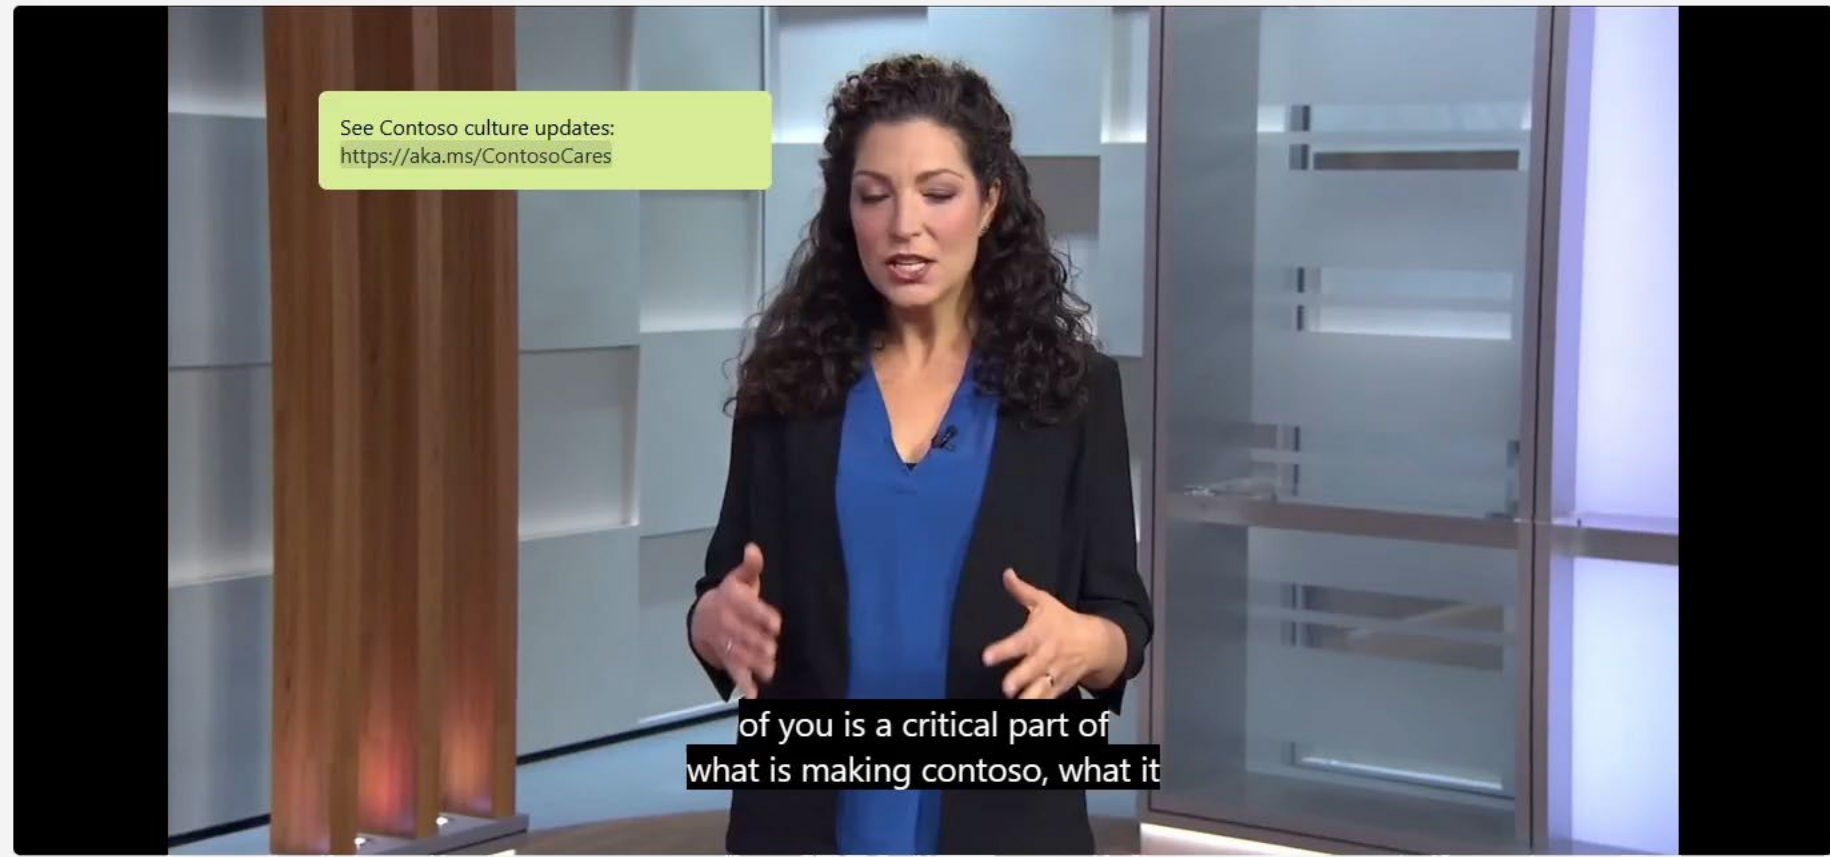 See Contoso culture updates:
https://aka.ms/ContosoCares
of you is a critical part of
what is making contoso, what it